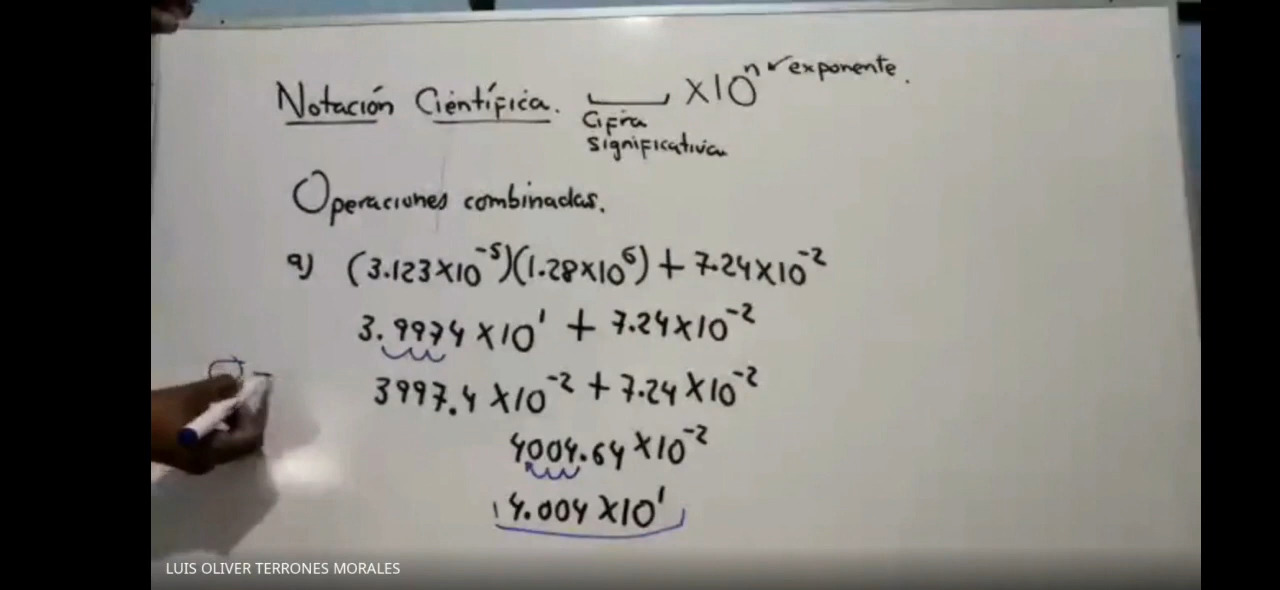 Notación Científica. ___ x10^n ↙ exponente.
Cifra
significativa
Operaciones combinadas.
a) (3.123x10^-5)(1.28x10^6) + 7.24x10^-2
3.9974 x10^1 + 7.24x10^-2
3997.4 x10^-2 + 7.24 x10^-2
4004.64 x10^-2
4.004 x10^1
LUIS OLIVER TERRONES MORALES